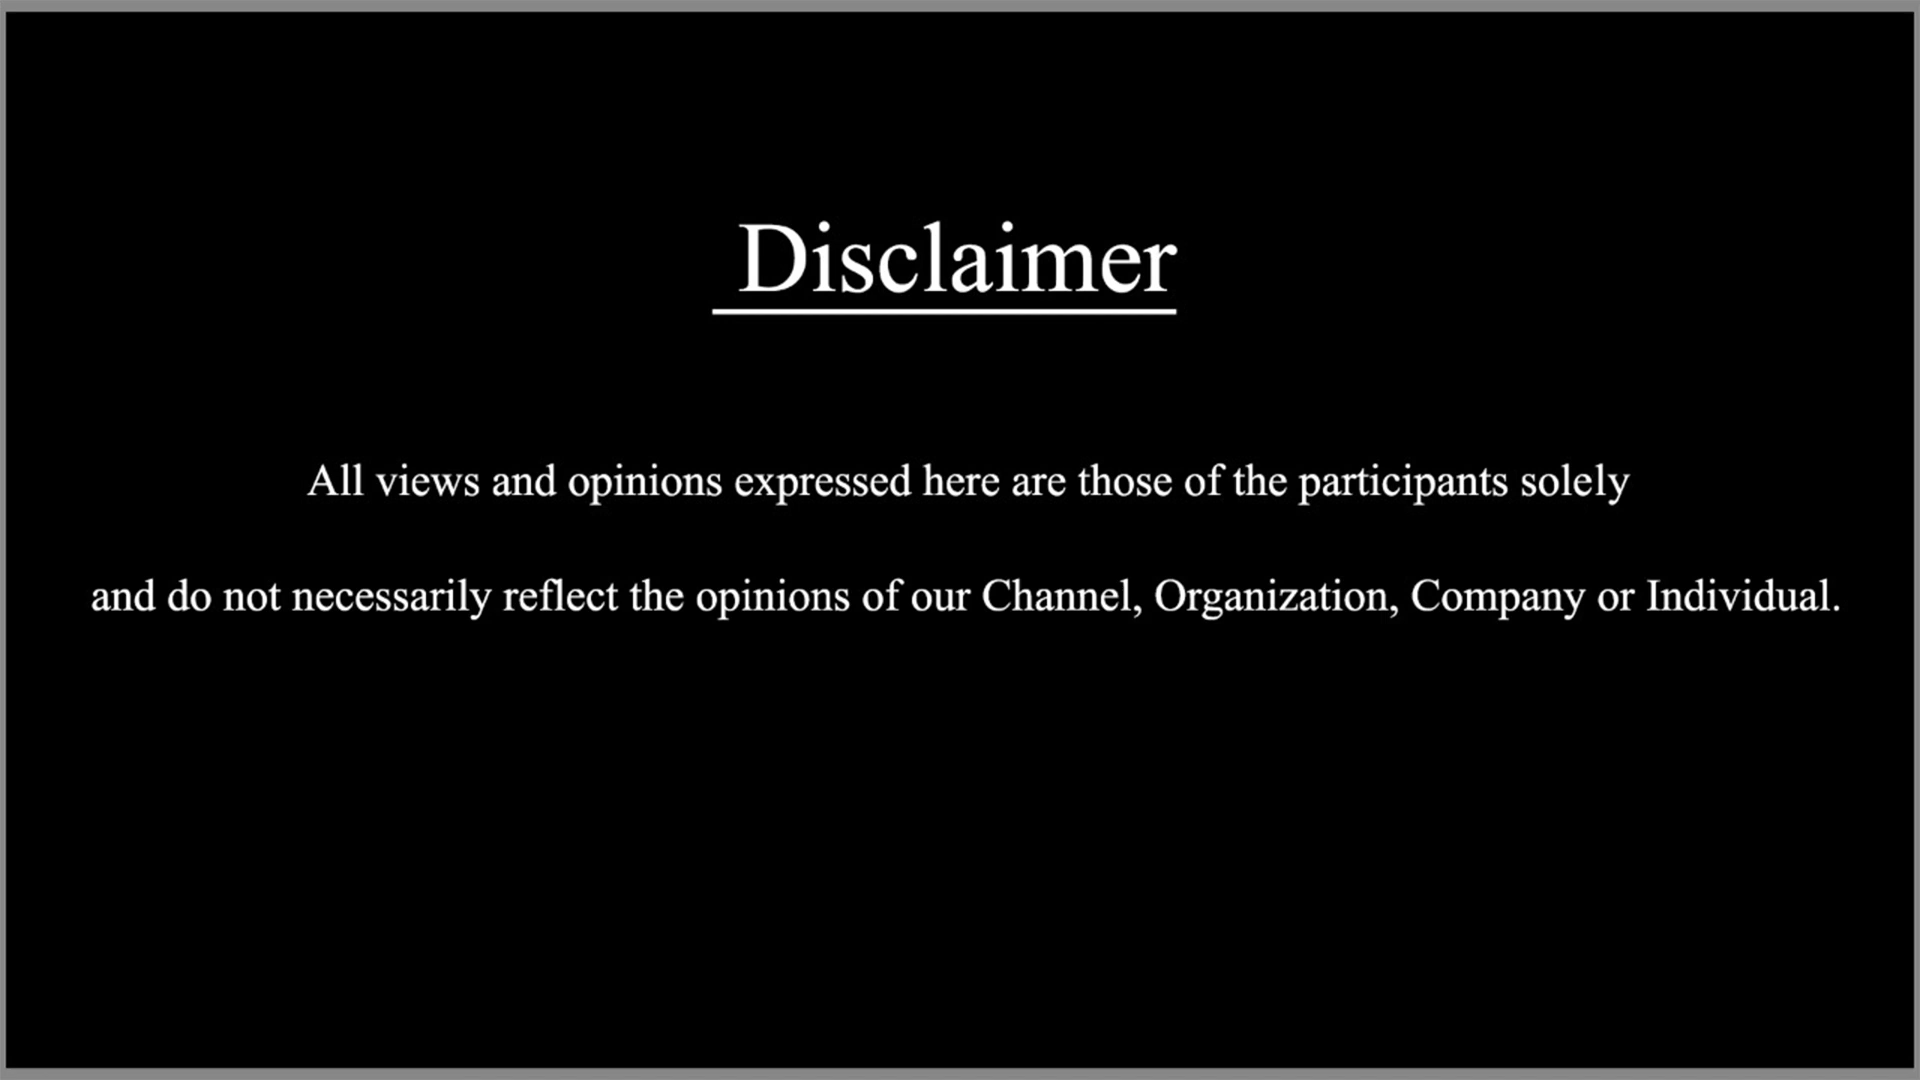 Disclaimer
All views and opinions expressed here are those of the participants solely
and do not necessarily reflect the opinions of our Channel, Organization, Company or Individual.